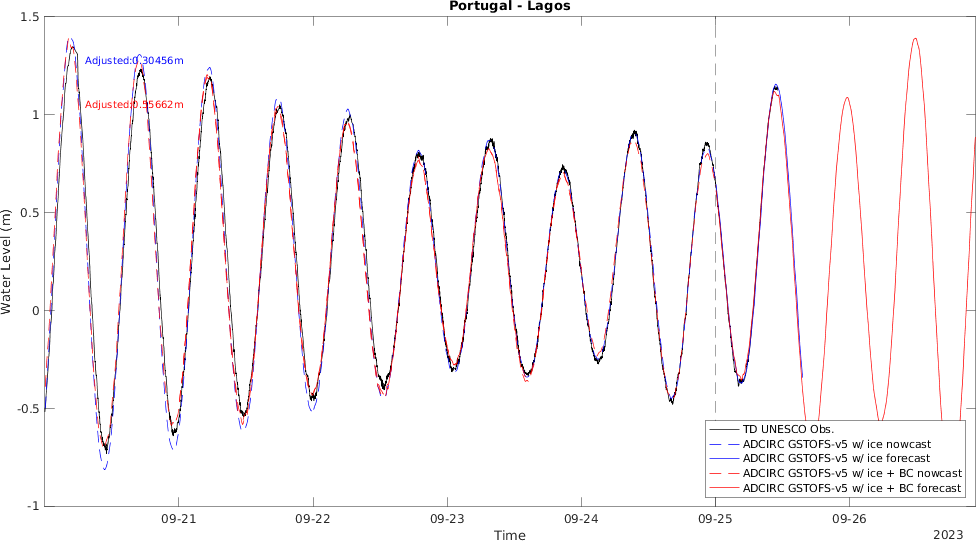 Portugal - Lagos
1.5
1
0.5
0
-0.5
-1
Water Level (m)
Adjusted:0.30456m
Adjusted:0.55662m
TD UNESCO Obs.
ADCIRC GSTOFS-v5 w/ ice nowcast
ADCIRC GSTOFS-v5 w/ ice forecast
ADCIRC GSTOFS-v5 w/ ice + BC nowcast
ADCIRC GSTOFS-v5 w/ ice + BC forecast
09-21 09-22 09-23 09-24 09-25 09-26
Time
2023